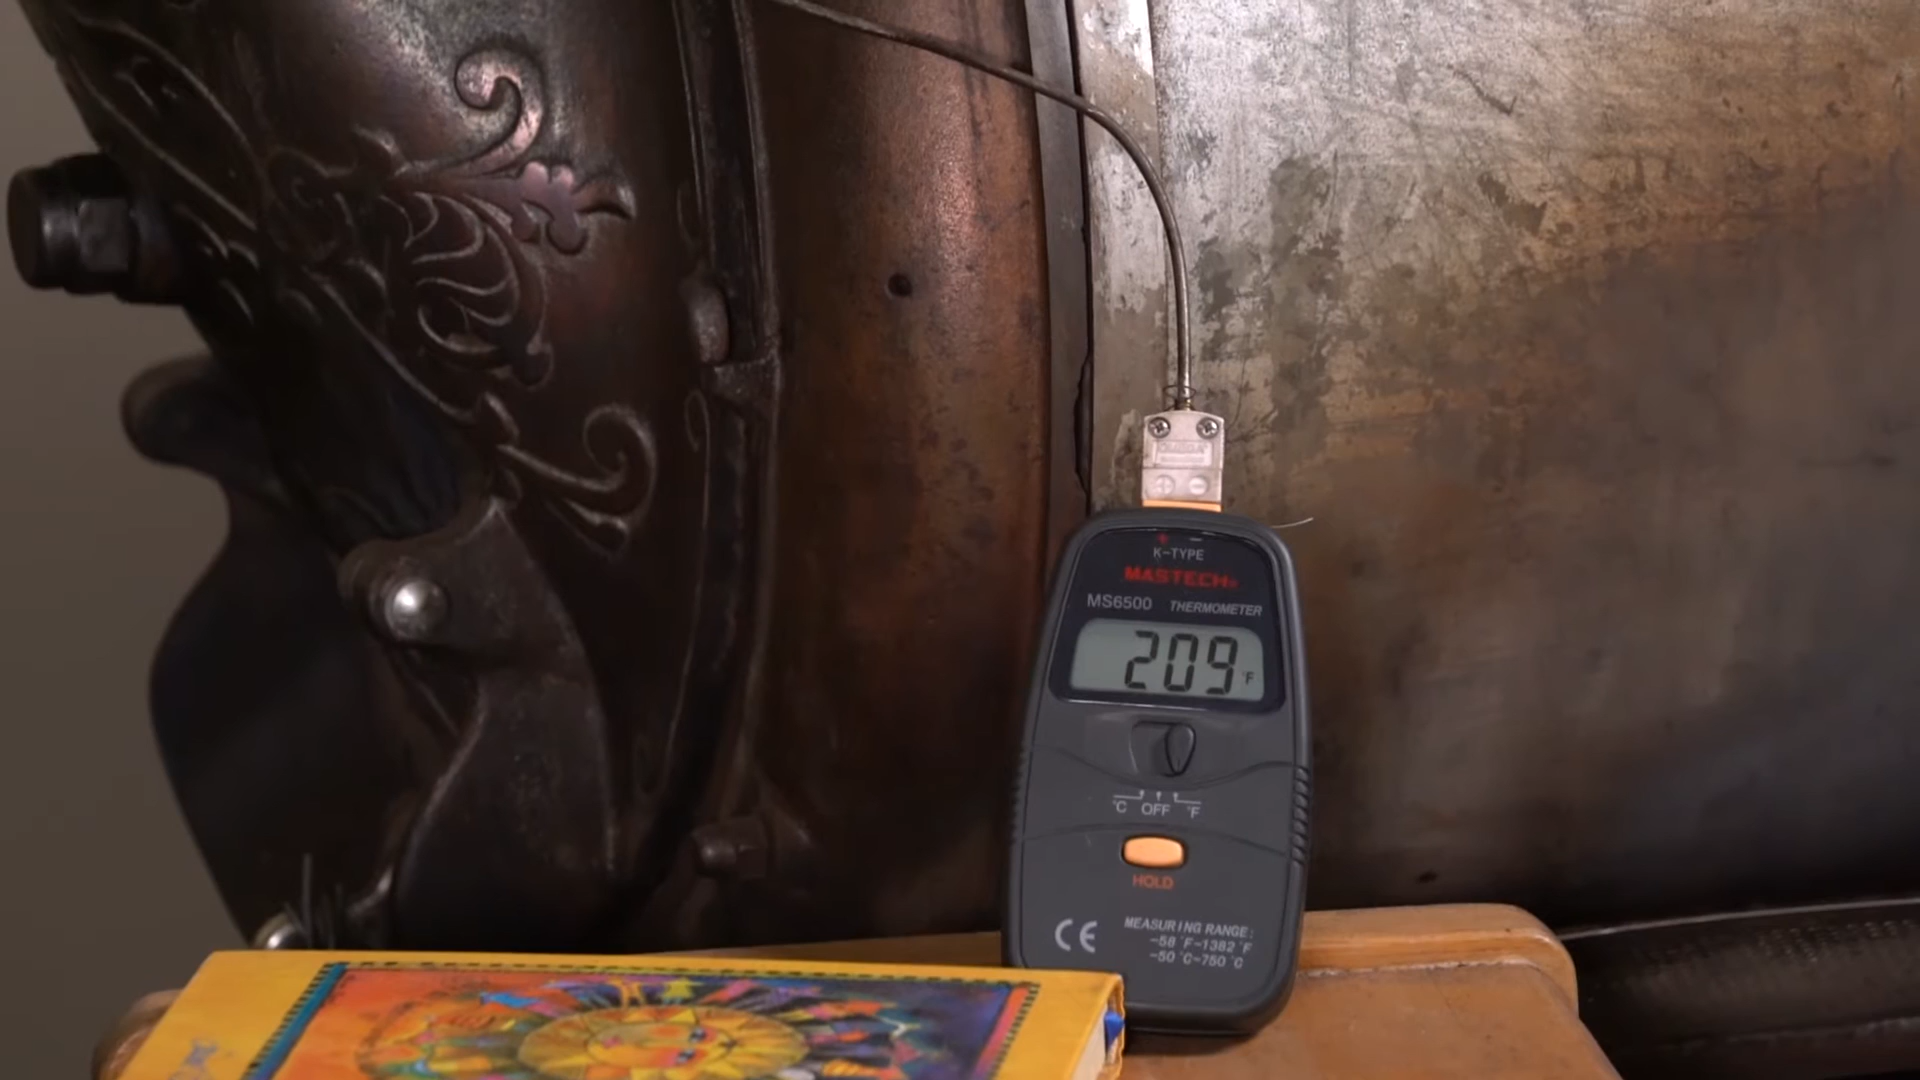 K-TYPE
MASTECH®
MS6500 THERMOMETER
209 °F
°C OFF °F
HOLD
CE
MEASURING RANGE:
-58 °F-1382 °F
-50 °C-750 °C